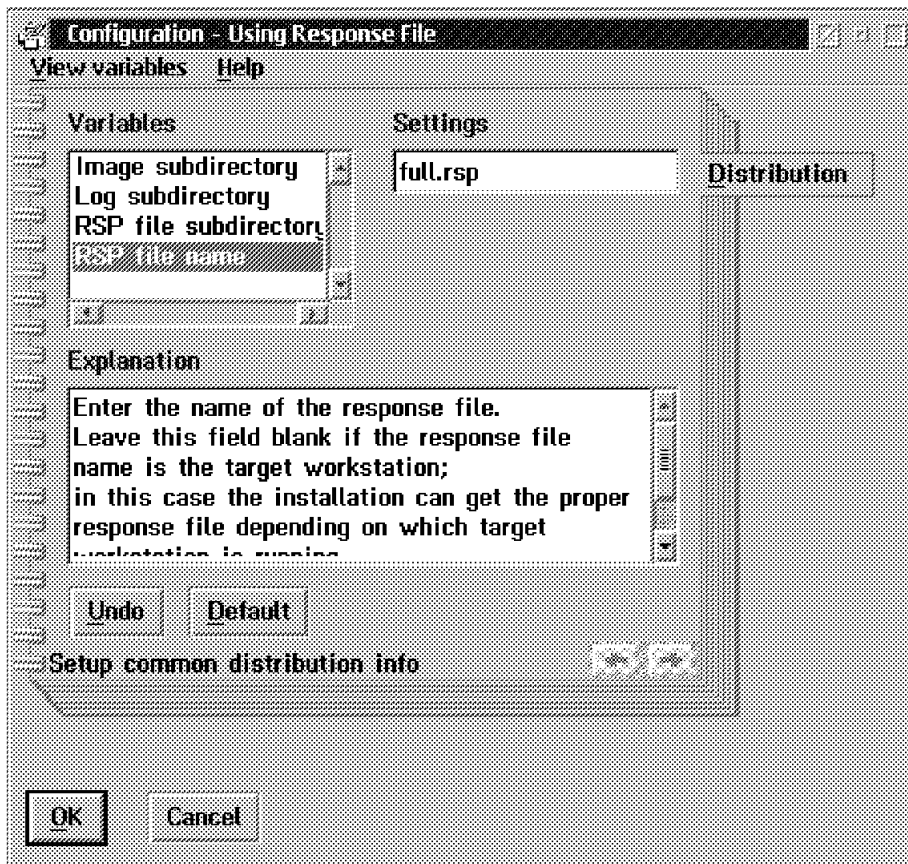 Configuration - Using Response File
View variables Help
Variables
Settings
Image subdirectory
Log subdirectory
RSP file subdirectory
RSP file name
full.rsp
Distribution
Explanation
Enter the name of the response file.
Leave this field blank if the response file
name is the target workstation;
in this case the installation can get the proper
response file depending on which target
workstation is running
Undo Default
Setup common distribution info
OK Cancel